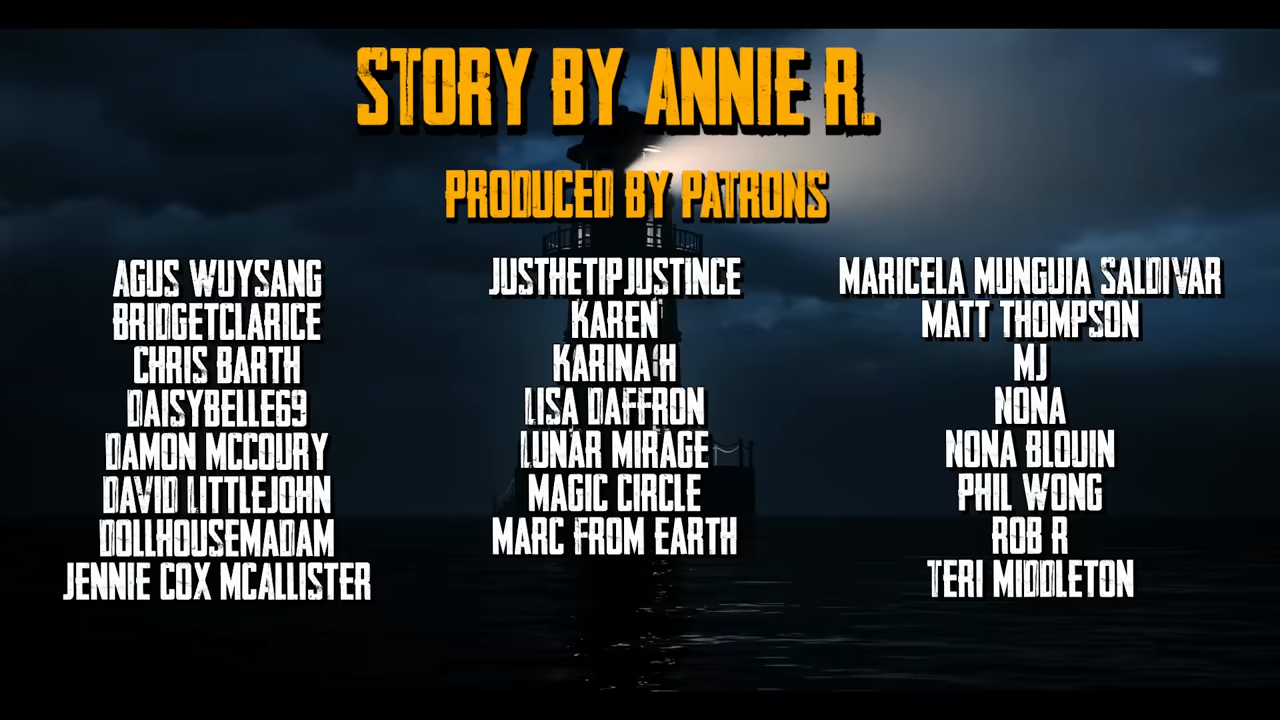 STORY BY ANNIE R.
PRODUCED BY PATRONS
AGUS WUYSANG
BRIDGETCLARICE
CHRIS BARTH
DAISYBELLE69
DAMON MCCOURY
DAVID LITTLEJOHN
DOLLHOUSEMADAM
JENNIE COX MCALLISTER
JUSTHETIPJUSTINCE
KAREN
KARINA H
LISA DAFFRON
LUNAR MIRAGE
MAGIC CIRCLE
MARC FROM EARTH
MARICELA MUNGUIA SALDIVAR
MATT THOMPSON
MJ
NONA
NONA BLOUIN
PHIL WONG
ROB R
TERI MIDDLETON